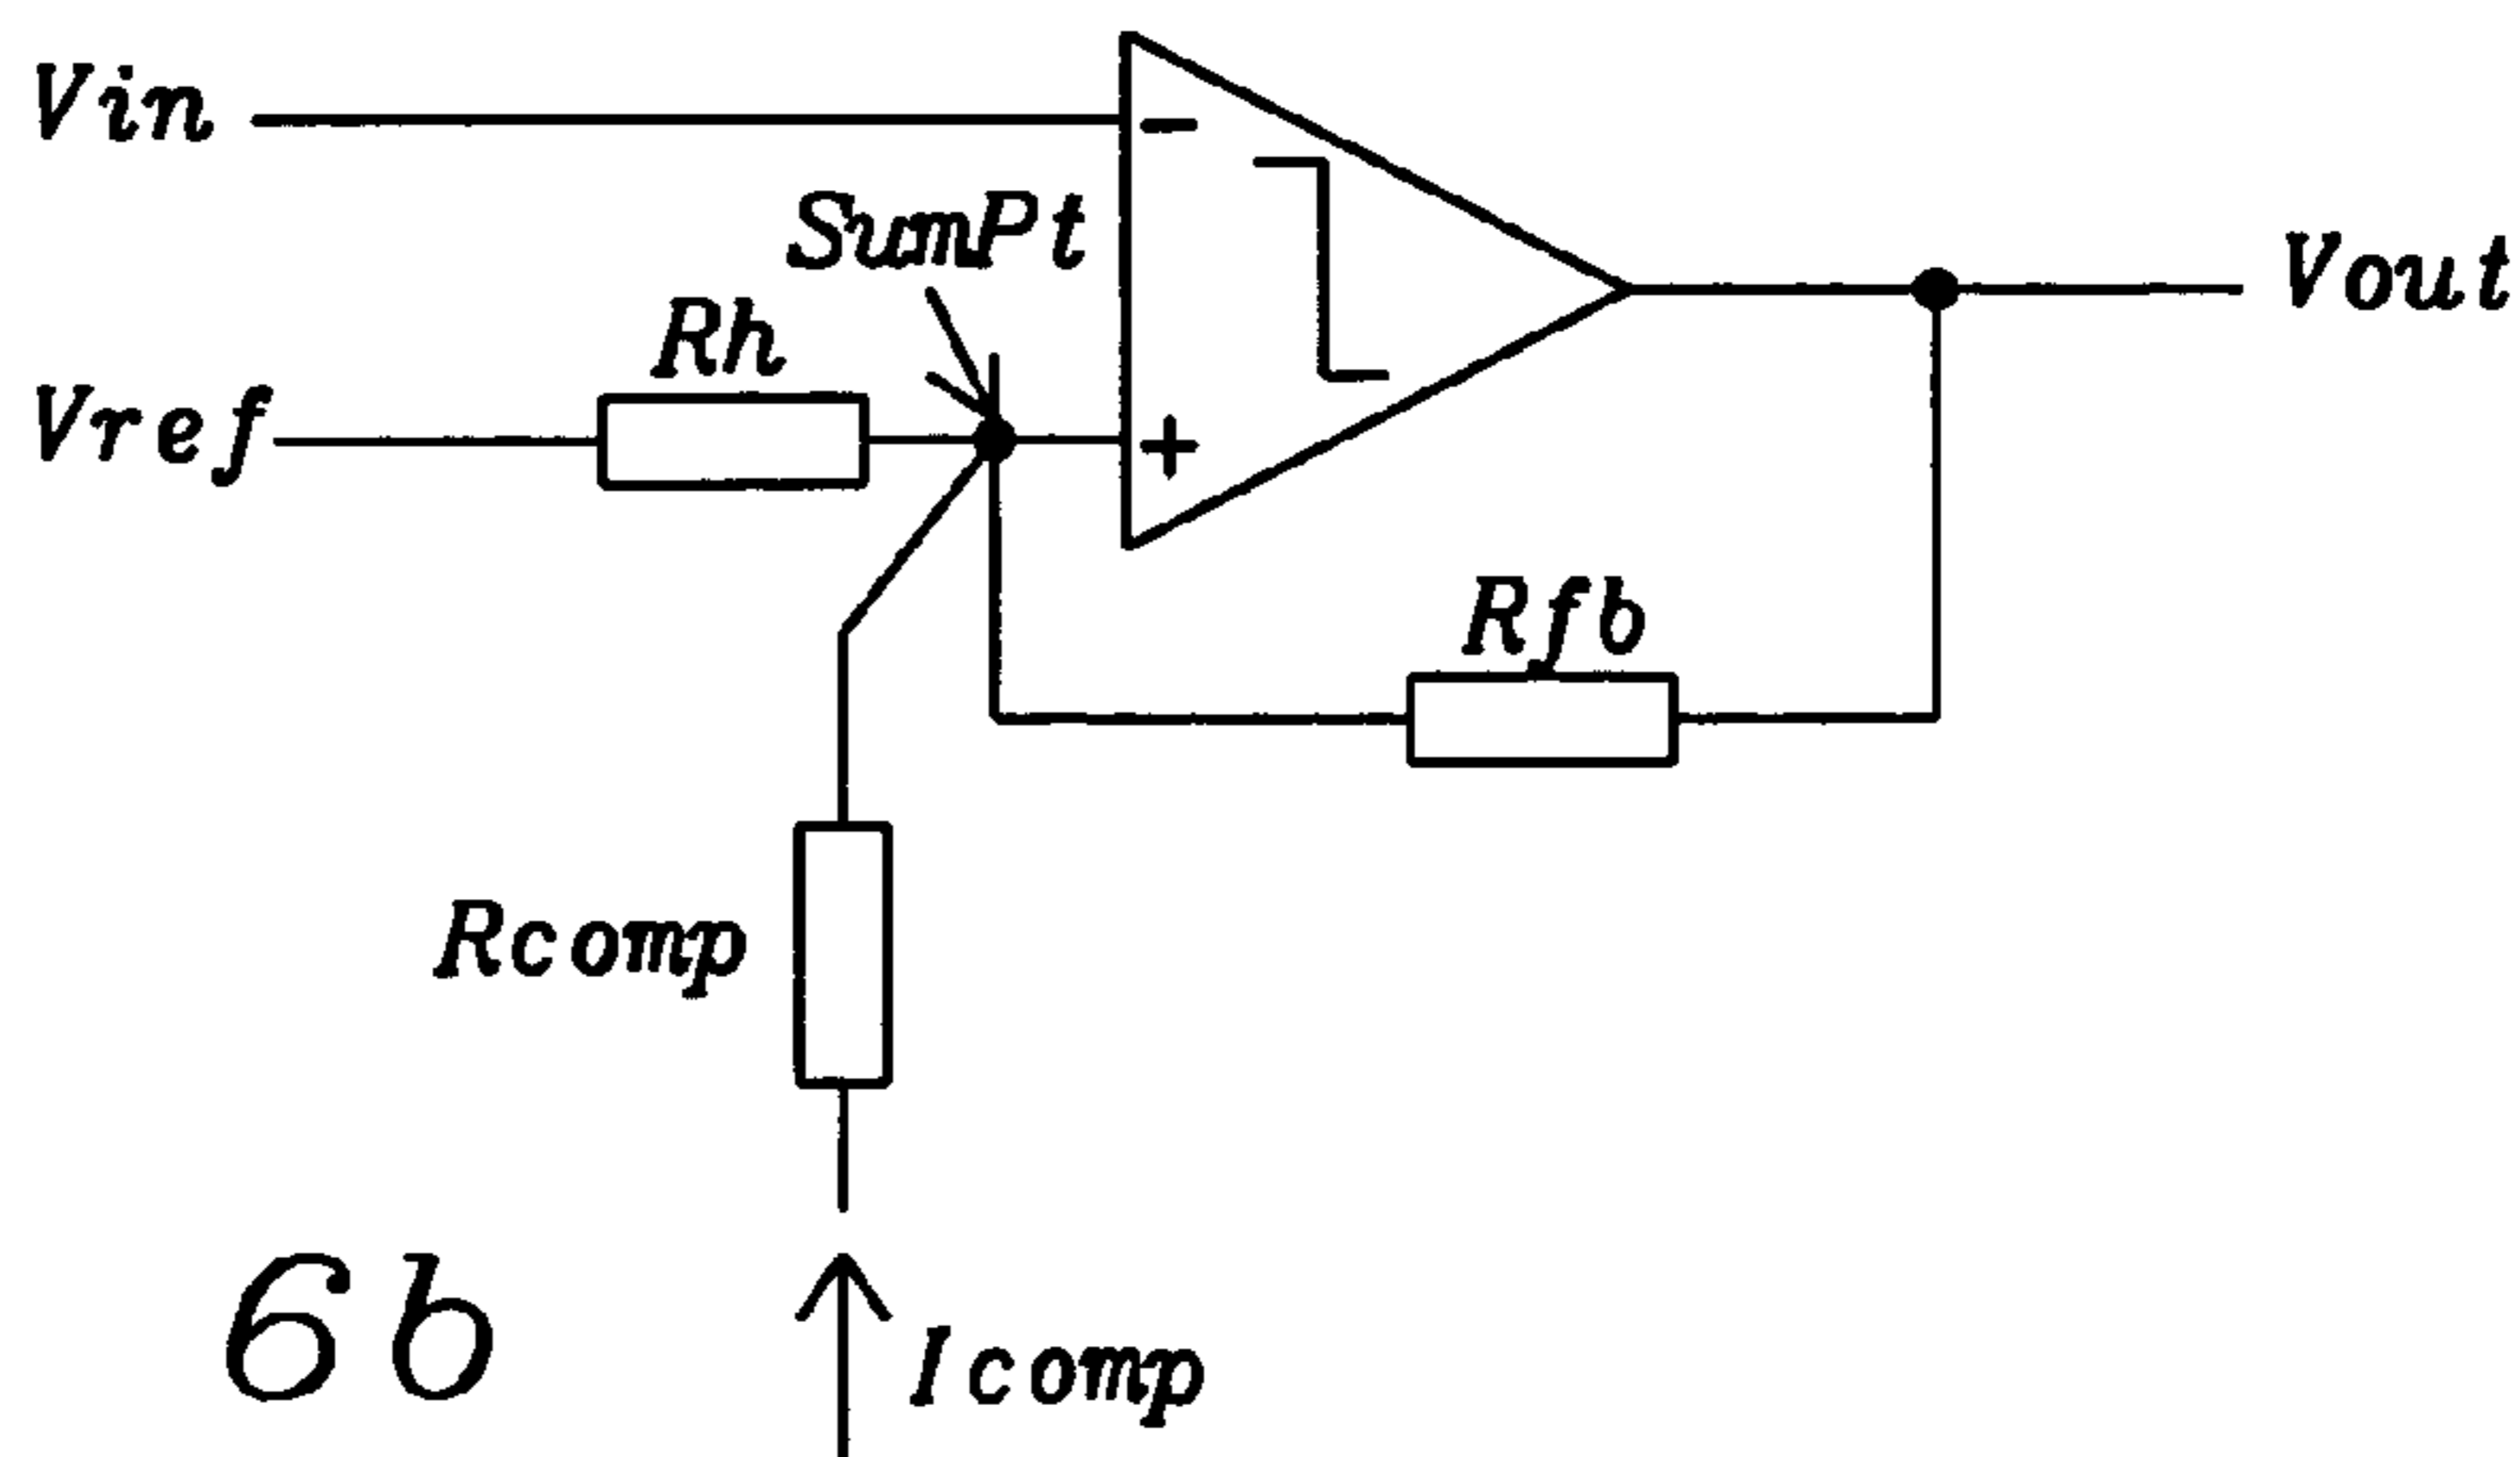 Vin
SumPt
Vout
Rh
Vref
-
+
Rfb
Rcomp
6b
Icomp